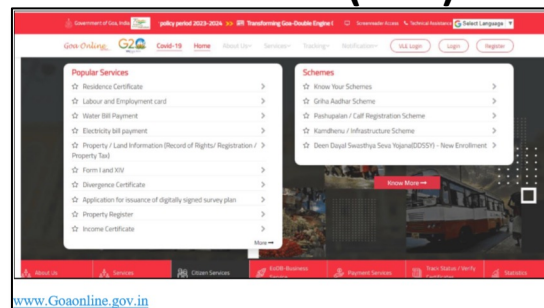 Government of Goa, India
policy period 2023-2024 >> Transforming Goa-Double Engine
Screenreader Access
Technical Assistance
Select Language
Goa Online
G20
Covid-19
Home
About Us
Services
Tracking
Notification
VLE Login
Login
Register
Popular Services
Residence Certificate
Labour and Employment card
Water Bill Payment
Electricity bill payment
Property / Land Information (Record of Rights/ Registration /
Property Tax)
Form I and XIV
Divergence Certificate
Application for issuance of digitally signed survey plan
Property Register
Income Certificate
More →
Schemes
Know Your Schemes
Griha Aadhar Scheme
Pashupalan / Calf Registration Scheme
Kamdhenu / Infrastructure Scheme
Deen Dayal Swasthya Seva Yojana(DDSSY) - New Enrollment
Know More →
About Us
Services
Citizen Services
EoDB-Business
Service
Payment Services
Track Status / Verify
Certificates
Statistics
www.Goaonline.gov.in